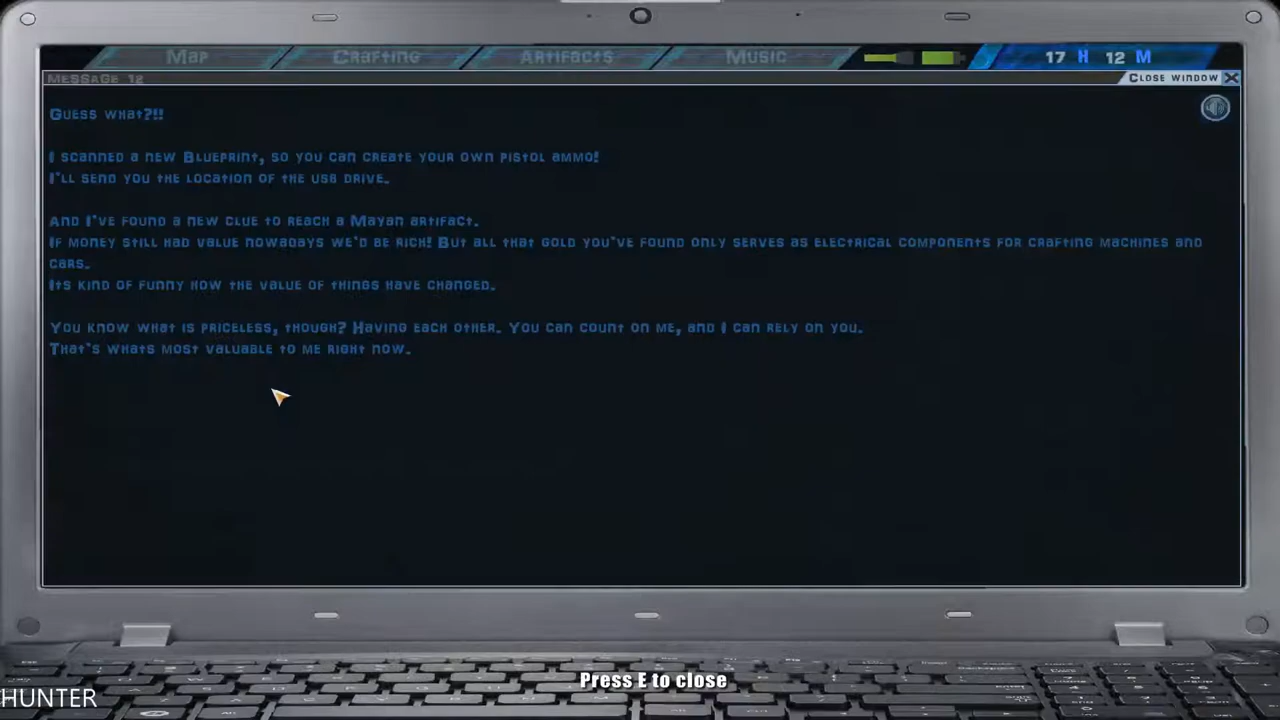 Map Crafting Artifacts Music 17 H 12 M
Message 12 Close Window
Guess what?!!
I scanned a new Blueprint, so you can create your own pistol ammo!
I'll send you the location of the usb drive.
And I've found a new clue to reach a Mayan artifact.
If money still had value nowadays we'd be rich! But all that gold you've found only serves as electrical components for crafting machines and
cars.
Its kind of funny how the value of things have changed.
You know what is priceless, though? Having each other. You can count on me, and I can rely on you.
That's whats most valuable to me right now.
Press E to close
HUNTER